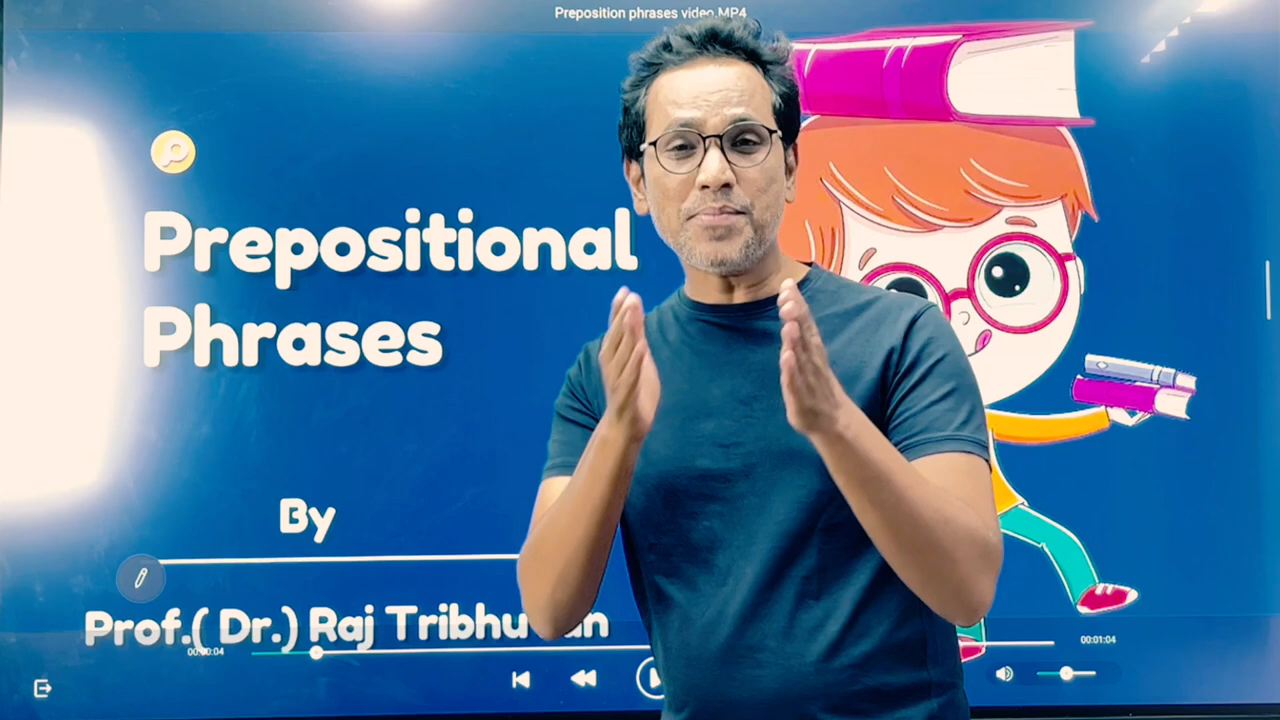 Preposition phrases video.MP4
P
Prepositional
Phrases
By
Prof.( Dr.) Raj
00:01:04